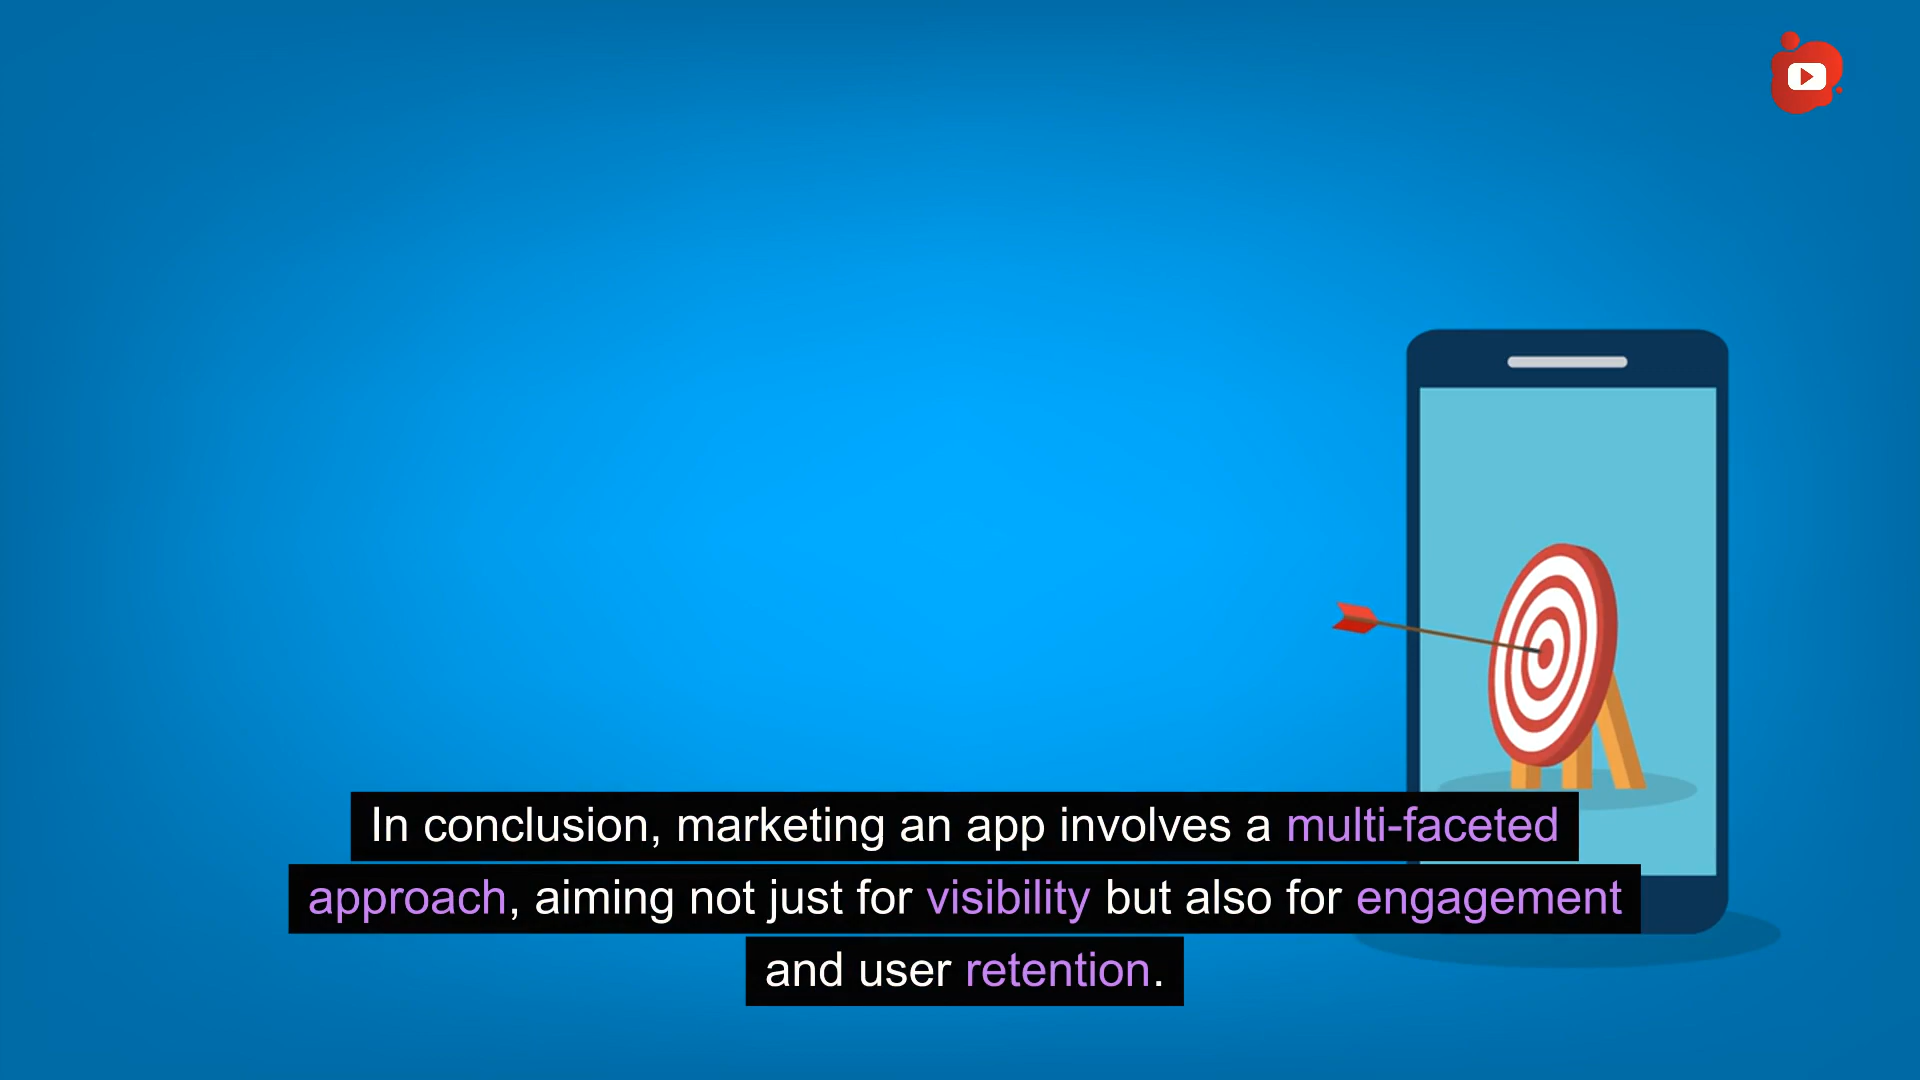 In conclusion, marketing an app involves a multi-faceted
approach, aiming not just for visibility but also for engagement
and user retention.